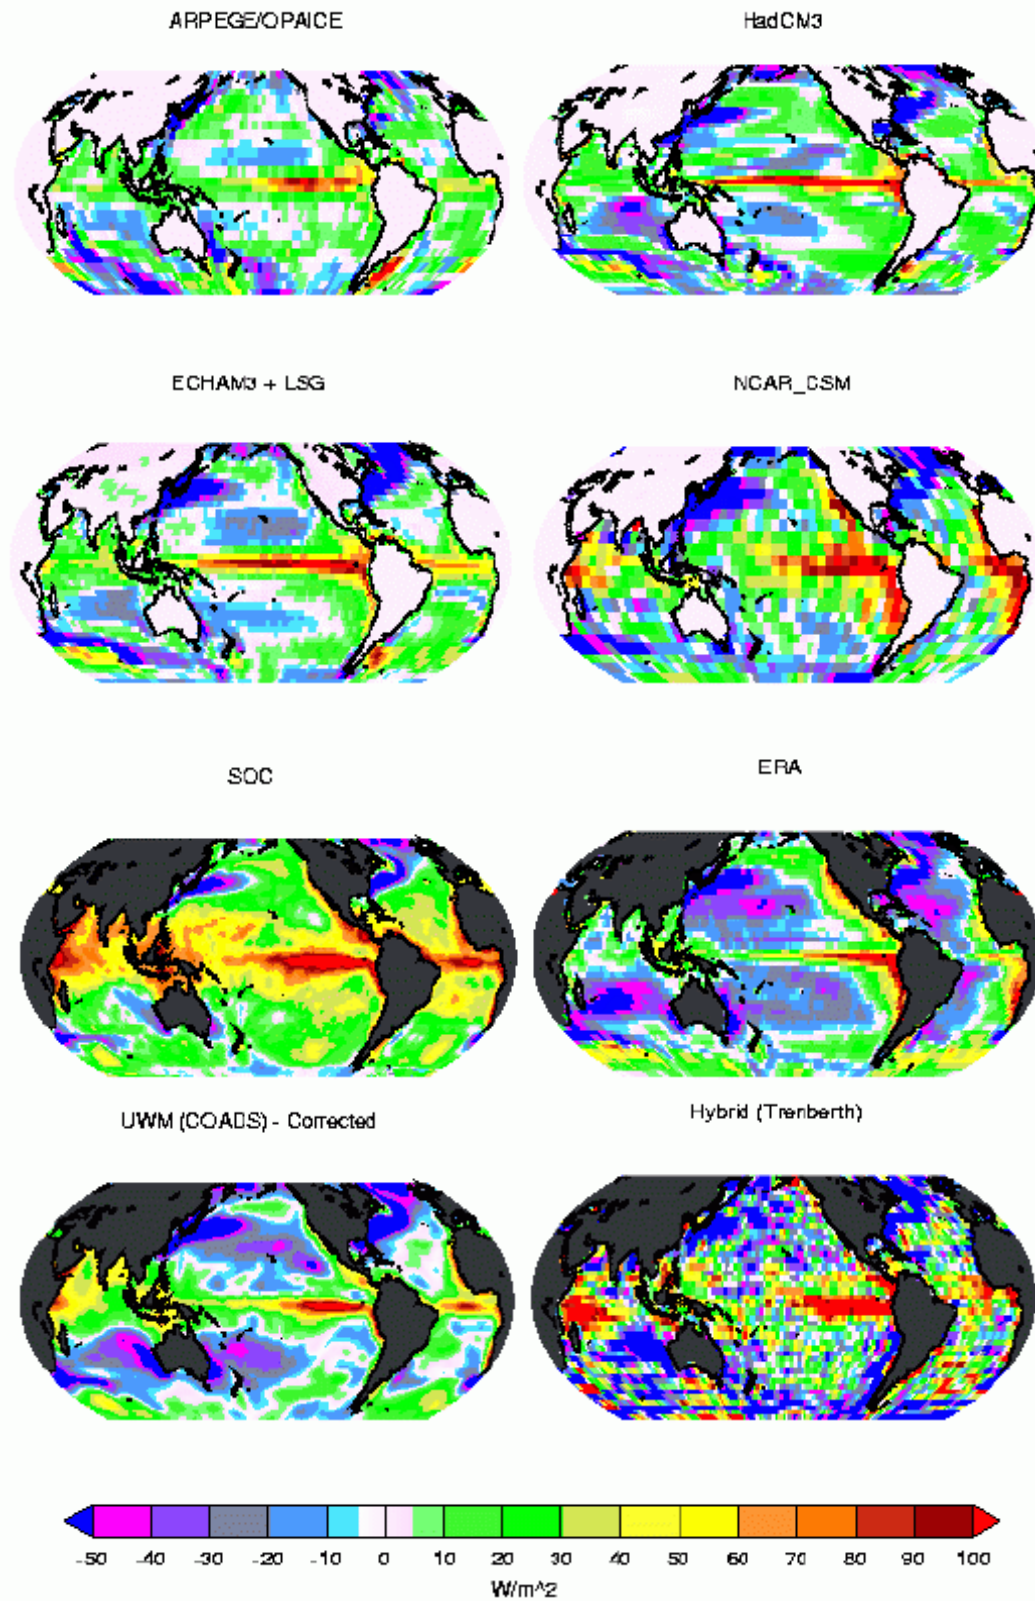 ARPEGE/OPAICE
HadCM3
ECHAM3 + LSG
NCAR_CSM
SOC
ERA
UWM (COADS) - Corrected
Hybrid (Trenberth)
-50 -40 -30 -20 -10 0 10 20 30 40 50 60 70 80 90 100
W/m^2